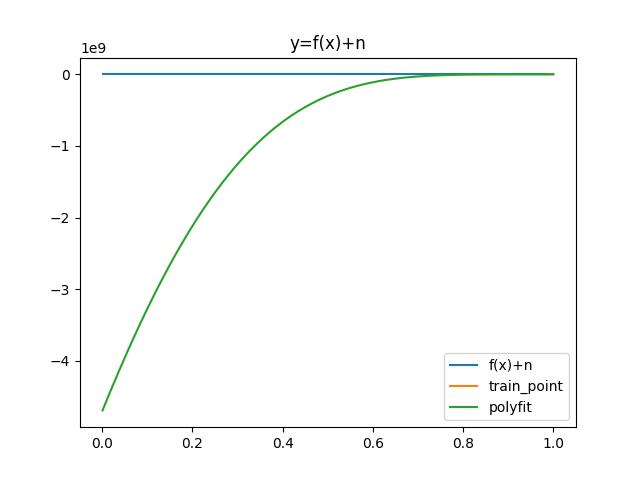 y=f(x)+n
1e9
0
−1
−2
−3
−4
0.0 0.2 0.4 0.6 0.8 1.0
f(x)+n
train_point
polyfit